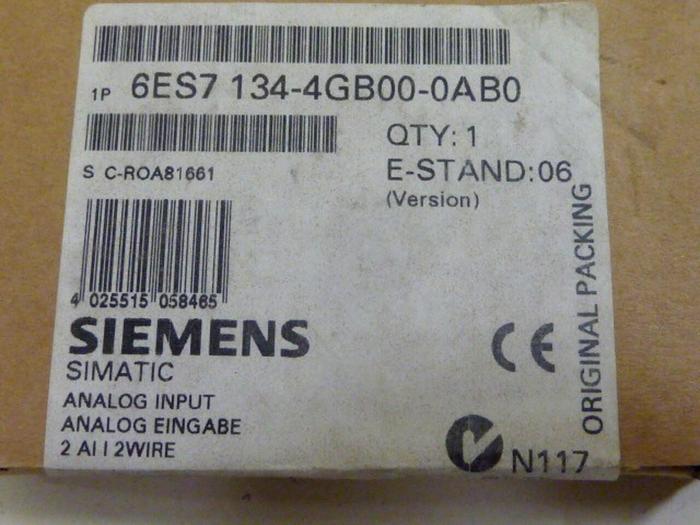 1P 6ES7 134-4GB00-0AB0
QTY: 1
S C-ROA81661
E-STAND:06
(Version)
4 025515 058465
SIEMENS
SIMATIC
ANALOG INPUT
ANALOG EINGABE
2 AI I 2WIRE
CE
N117
ORIGINAL PACKING